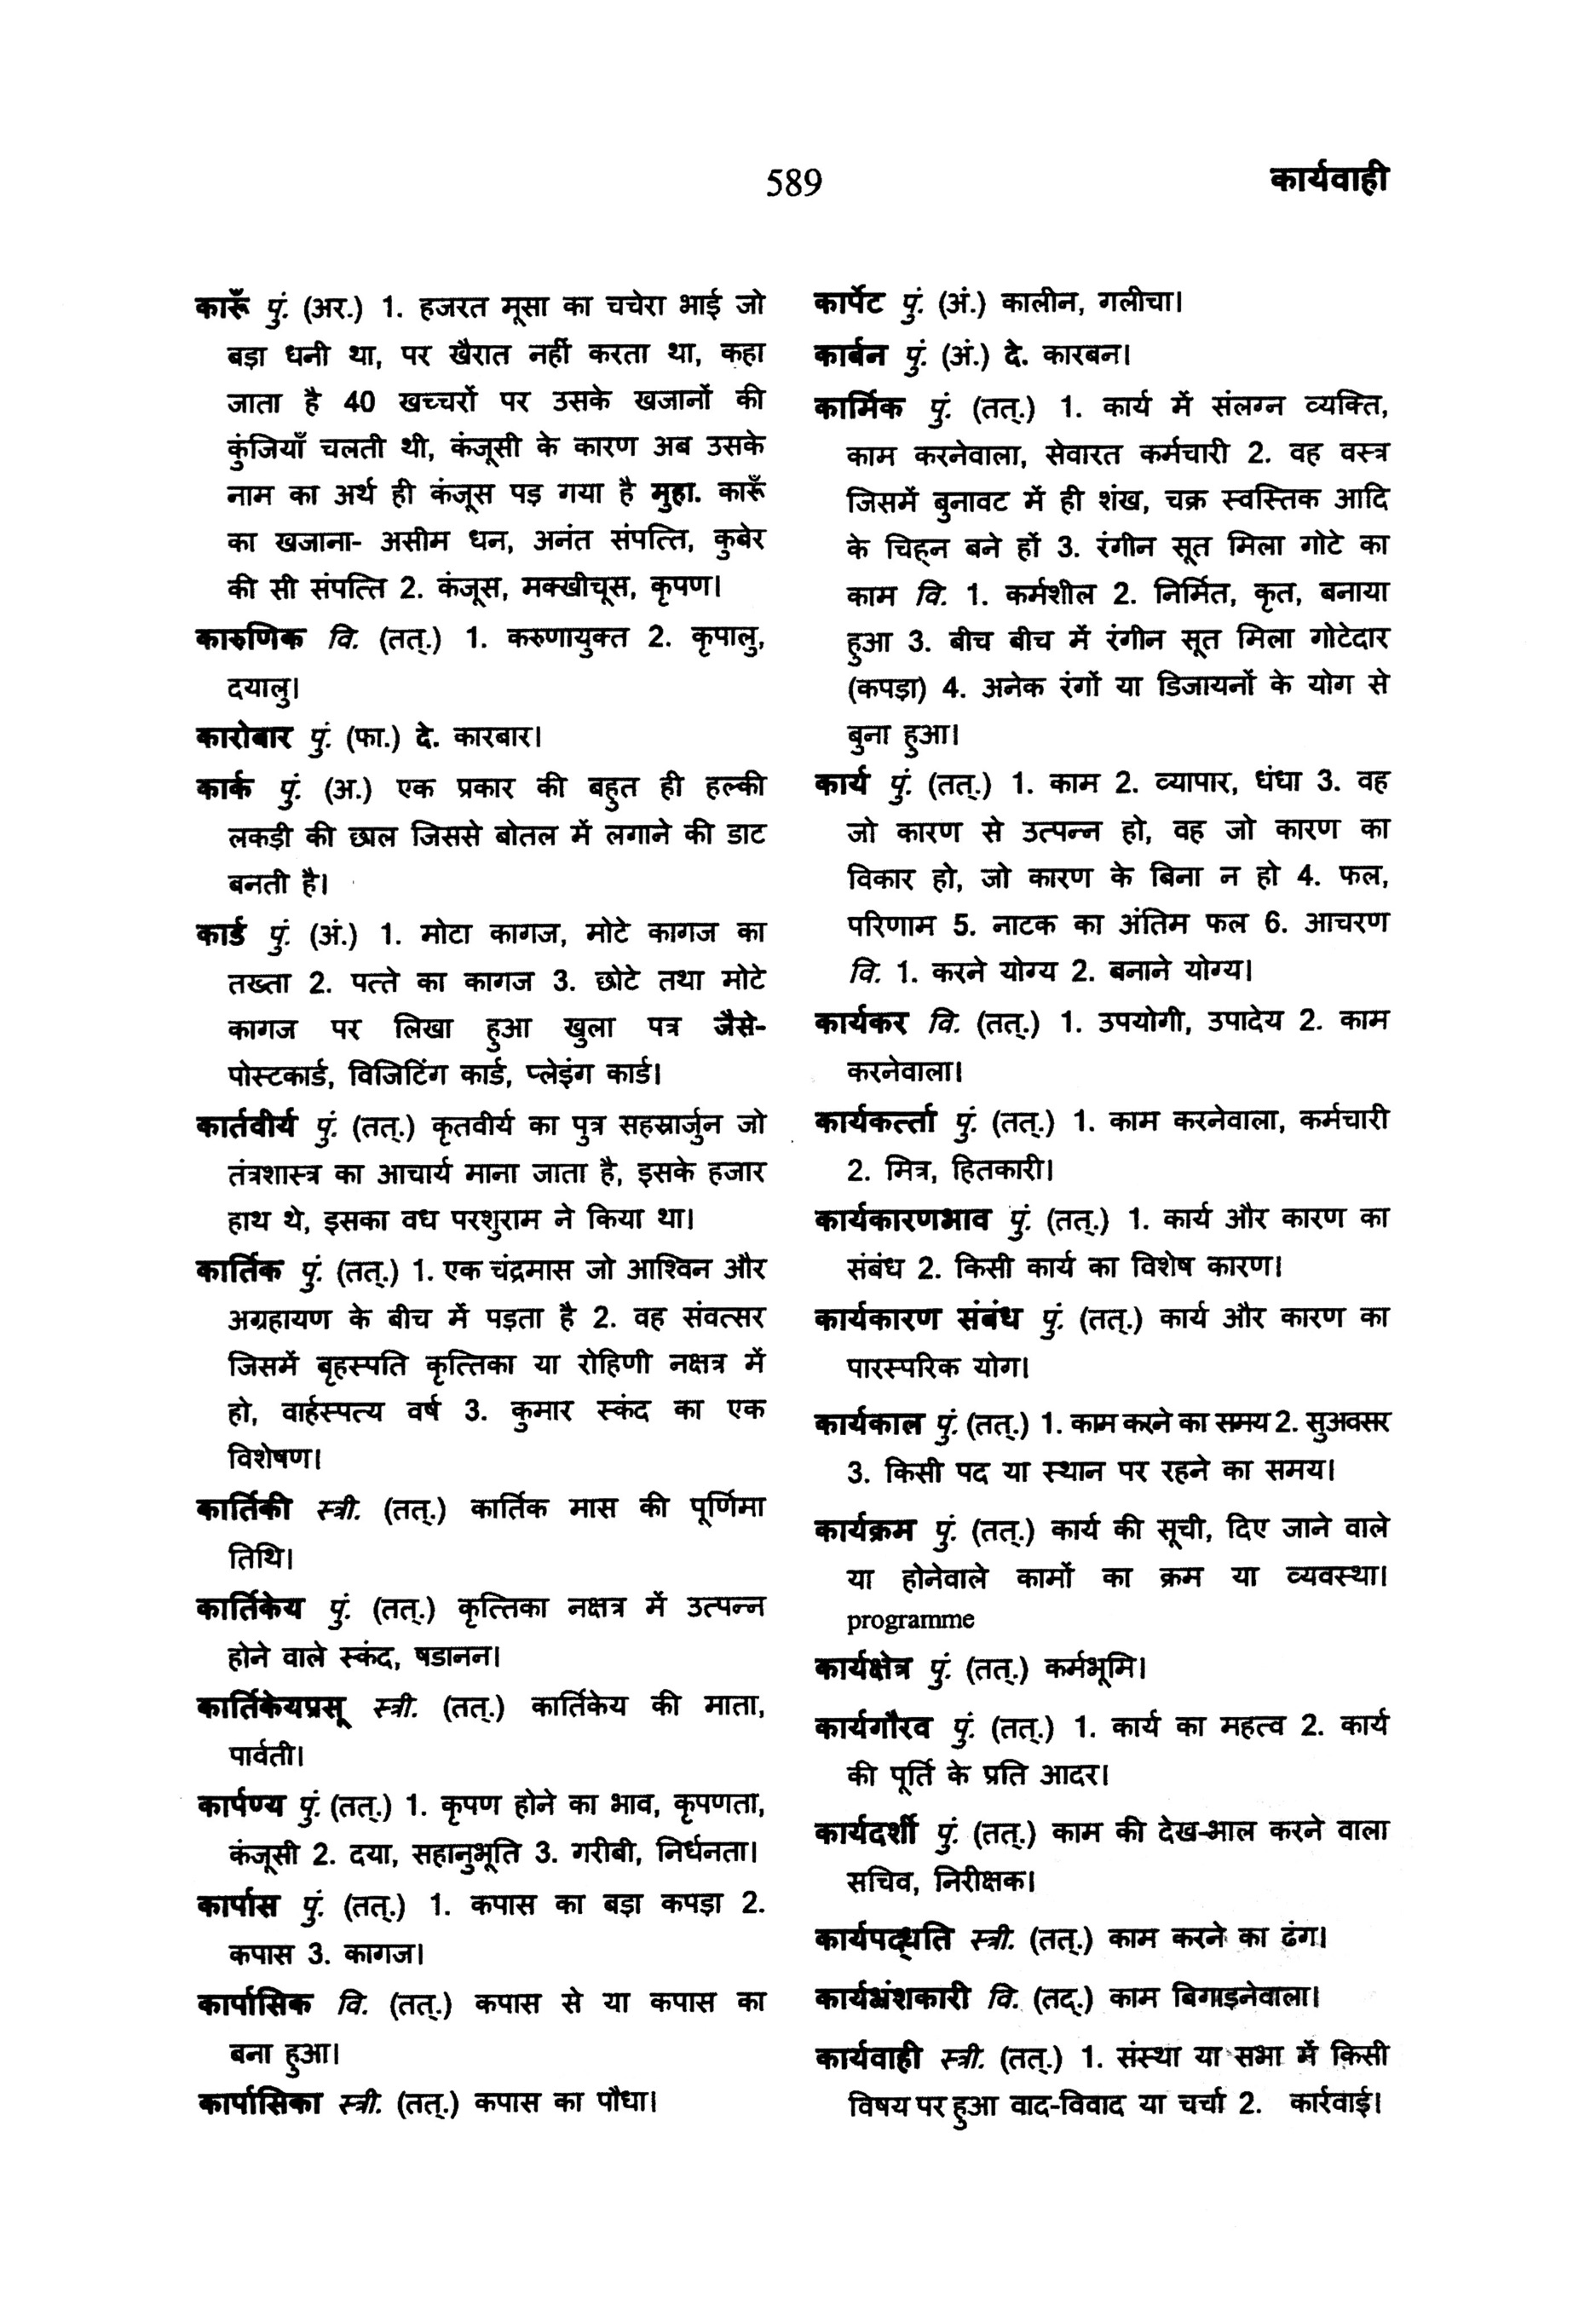 589
कार्यवाही
कारूँ पुं. (अर.) 1. हजरत मूसा का चचेरा भाई जो
बड़ा धनी था, पर खैरात नहीं करता था, कहा
जाता है 40 खच्चरों पर उसके खजानों की
कुंजियाँ चलती थी, कंजूसी के कारण अब उसके
नाम का अर्थ ही कंजूस पड़ गया है मुहा. कारूँ
का खजाना- असीम धन, अनंत संपत्ति, कुबेर
की सी संपत्ति 2. कंजूस, मक्खीचूस, कृपण।
कारुणिक वि. (तत्.) 1. करुणायुक्त 2. कृपालु,
दयालु।
कारोबार पुं. (फा.) दे. कारबार।
कार्क पुं. (अ.) एक प्रकार की बहुत ही हल्की
लकड़ी की छाल जिससे बोतल में लगाने की डाट
बनती है।
कार्ड पुं. (अं.) 1. मोटा कागज, मोटे कागज का
तख्ता 2. पत्ते का कागज 3. छोटे तथा मोटे
कागज पर लिखा हुआ खुला पत्र जैसे-
पोस्टकार्ड, विजिटिंग कार्ड, प्लेइंग कार्ड।
कार्तवीर्य पुं. (तत्.) कृतवीर्य का पुत्र सहस्रार्जुन जो
तंत्रशास्त्र का आचार्य माना जाता है, इसके हजार
हाथ थे, इसका वध परशुराम ने किया था।
कार्तिक पुं. (तत्.) 1. एक चंद्रमास जो आश्विन और
अग्रहायण के बीच में पड़ता है 2. वह संवत्सर
जिसमें बृहस्पति कृत्तिका या रोहिणी नक्षत्र में
हो, वार्हस्पत्य वर्ष 3. कुमार स्कंद का एक
विशेषण।
कार्तिकी स्त्री. (तत्.) कार्तिक मास की पूर्णिमा
तिथि।
कार्तिकेय पुं. (तत्.) कृत्तिका नक्षत्र में उत्पन्न
होने वाले स्कंद, षडानन।
कार्तिकेयप्रसू स्त्री. (तत्.) कार्तिकेय की माता,
पार्वती।
कार्पण्य पुं. (तत्.) 1. कृपण होने का भाव, कृपणता,
कंजूसी 2. दया, सहानुभूति 3. गरीबी, निर्धनता।
कार्पास पुं. (तत्.) 1. कपास का बड़ा कपड़ा 2.
कपास 3. कागज।
कार्पासिक वि. (तत्.) कपास से या कपास का
बना हुआ।
कार्पासिका स्त्री. (तत्.) कपास का पौधा।
कार्पेट पुं. (अं.) कालीन, गलीचा।
कार्बन पुं. (अं.) दे. कारबन।
कार्मिक पुं. (तत्.) 1. कार्य में संलग्न व्यक्ति,
काम करनेवाला, सेवारत कर्मचारी 2. वह वस्त्र
जिसमें बुनावट में ही शंख, चक्र स्वस्तिक आदि
के चिह्न बने हों 3. रंगीन सूत मिला गोटे का
काम वि. 1. कर्मशील 2. निर्मित, कृत, बनाया
हुआ 3. बीच बीच में रंगीन सूत मिला गोटेदार
(कपड़ा) 4. अनेक रंगों या डिजायनों के योग से
बुना हुआ।
कार्य पुं. (तत्.) 1. काम 2. व्यापार, धंधा 3. वह
जो कारण से उत्पन्न हो, वह जो कारण का
विकार हो, जो कारण के बिना न हो 4. फल,
परिणाम 5. नाटक का अंतिम फल 6. आचरण
वि. 1. करने योग्य 2. बनाने योग्य।
कार्यकर वि. (तत्.) 1. उपयोगी, उपादेय 2. काम
करनेवाला।
कार्यकर्त्ता पुं. (तत्.) 1. काम करनेवाला, कर्मचारी
2. मित्र, हितकारी।
कार्यकारणभाव पुं. (तत्.) 1. कार्य और कारण का
संबंध 2. किसी कार्य का विशेष कारण।
कार्यकारण संबंध पुं. (तत्.) कार्य और कारण का
पारस्परिक योग।
कार्यकाल पुं. (तत्.) 1. काम करने का समय 2. सुअवसर
3. किसी पद या स्थान पर रहने का समय।
कार्यक्रम पुं. (तत्.) कार्य की सूची, दिए जाने वाले
या होनेवाले कामों का क्रम या व्यवस्था।
programme
कार्यक्षेत्र पुं. (तत्.) कर्मभूमि।
कार्यगौरव पुं. (तत्.) 1. कार्य का महत्व 2. कार्य
की पूर्ति के प्रति आदर।
कार्यदर्शी पुं. (तत्.) काम की देख-भाल करने वाला
सचिव, निरीक्षक।
कार्यपद्धति स्त्री. (तत्.) काम करने का ढंग।
कार्यभ्रंशकारी वि. (तद्.) काम बिगाड़नेवाला।
कार्यवाही स्त्री. (तत्.) 1. संस्था या सभा में किसी
विषय पर हुआ वाद-विवाद या चर्चा 2. कार्रवाई।